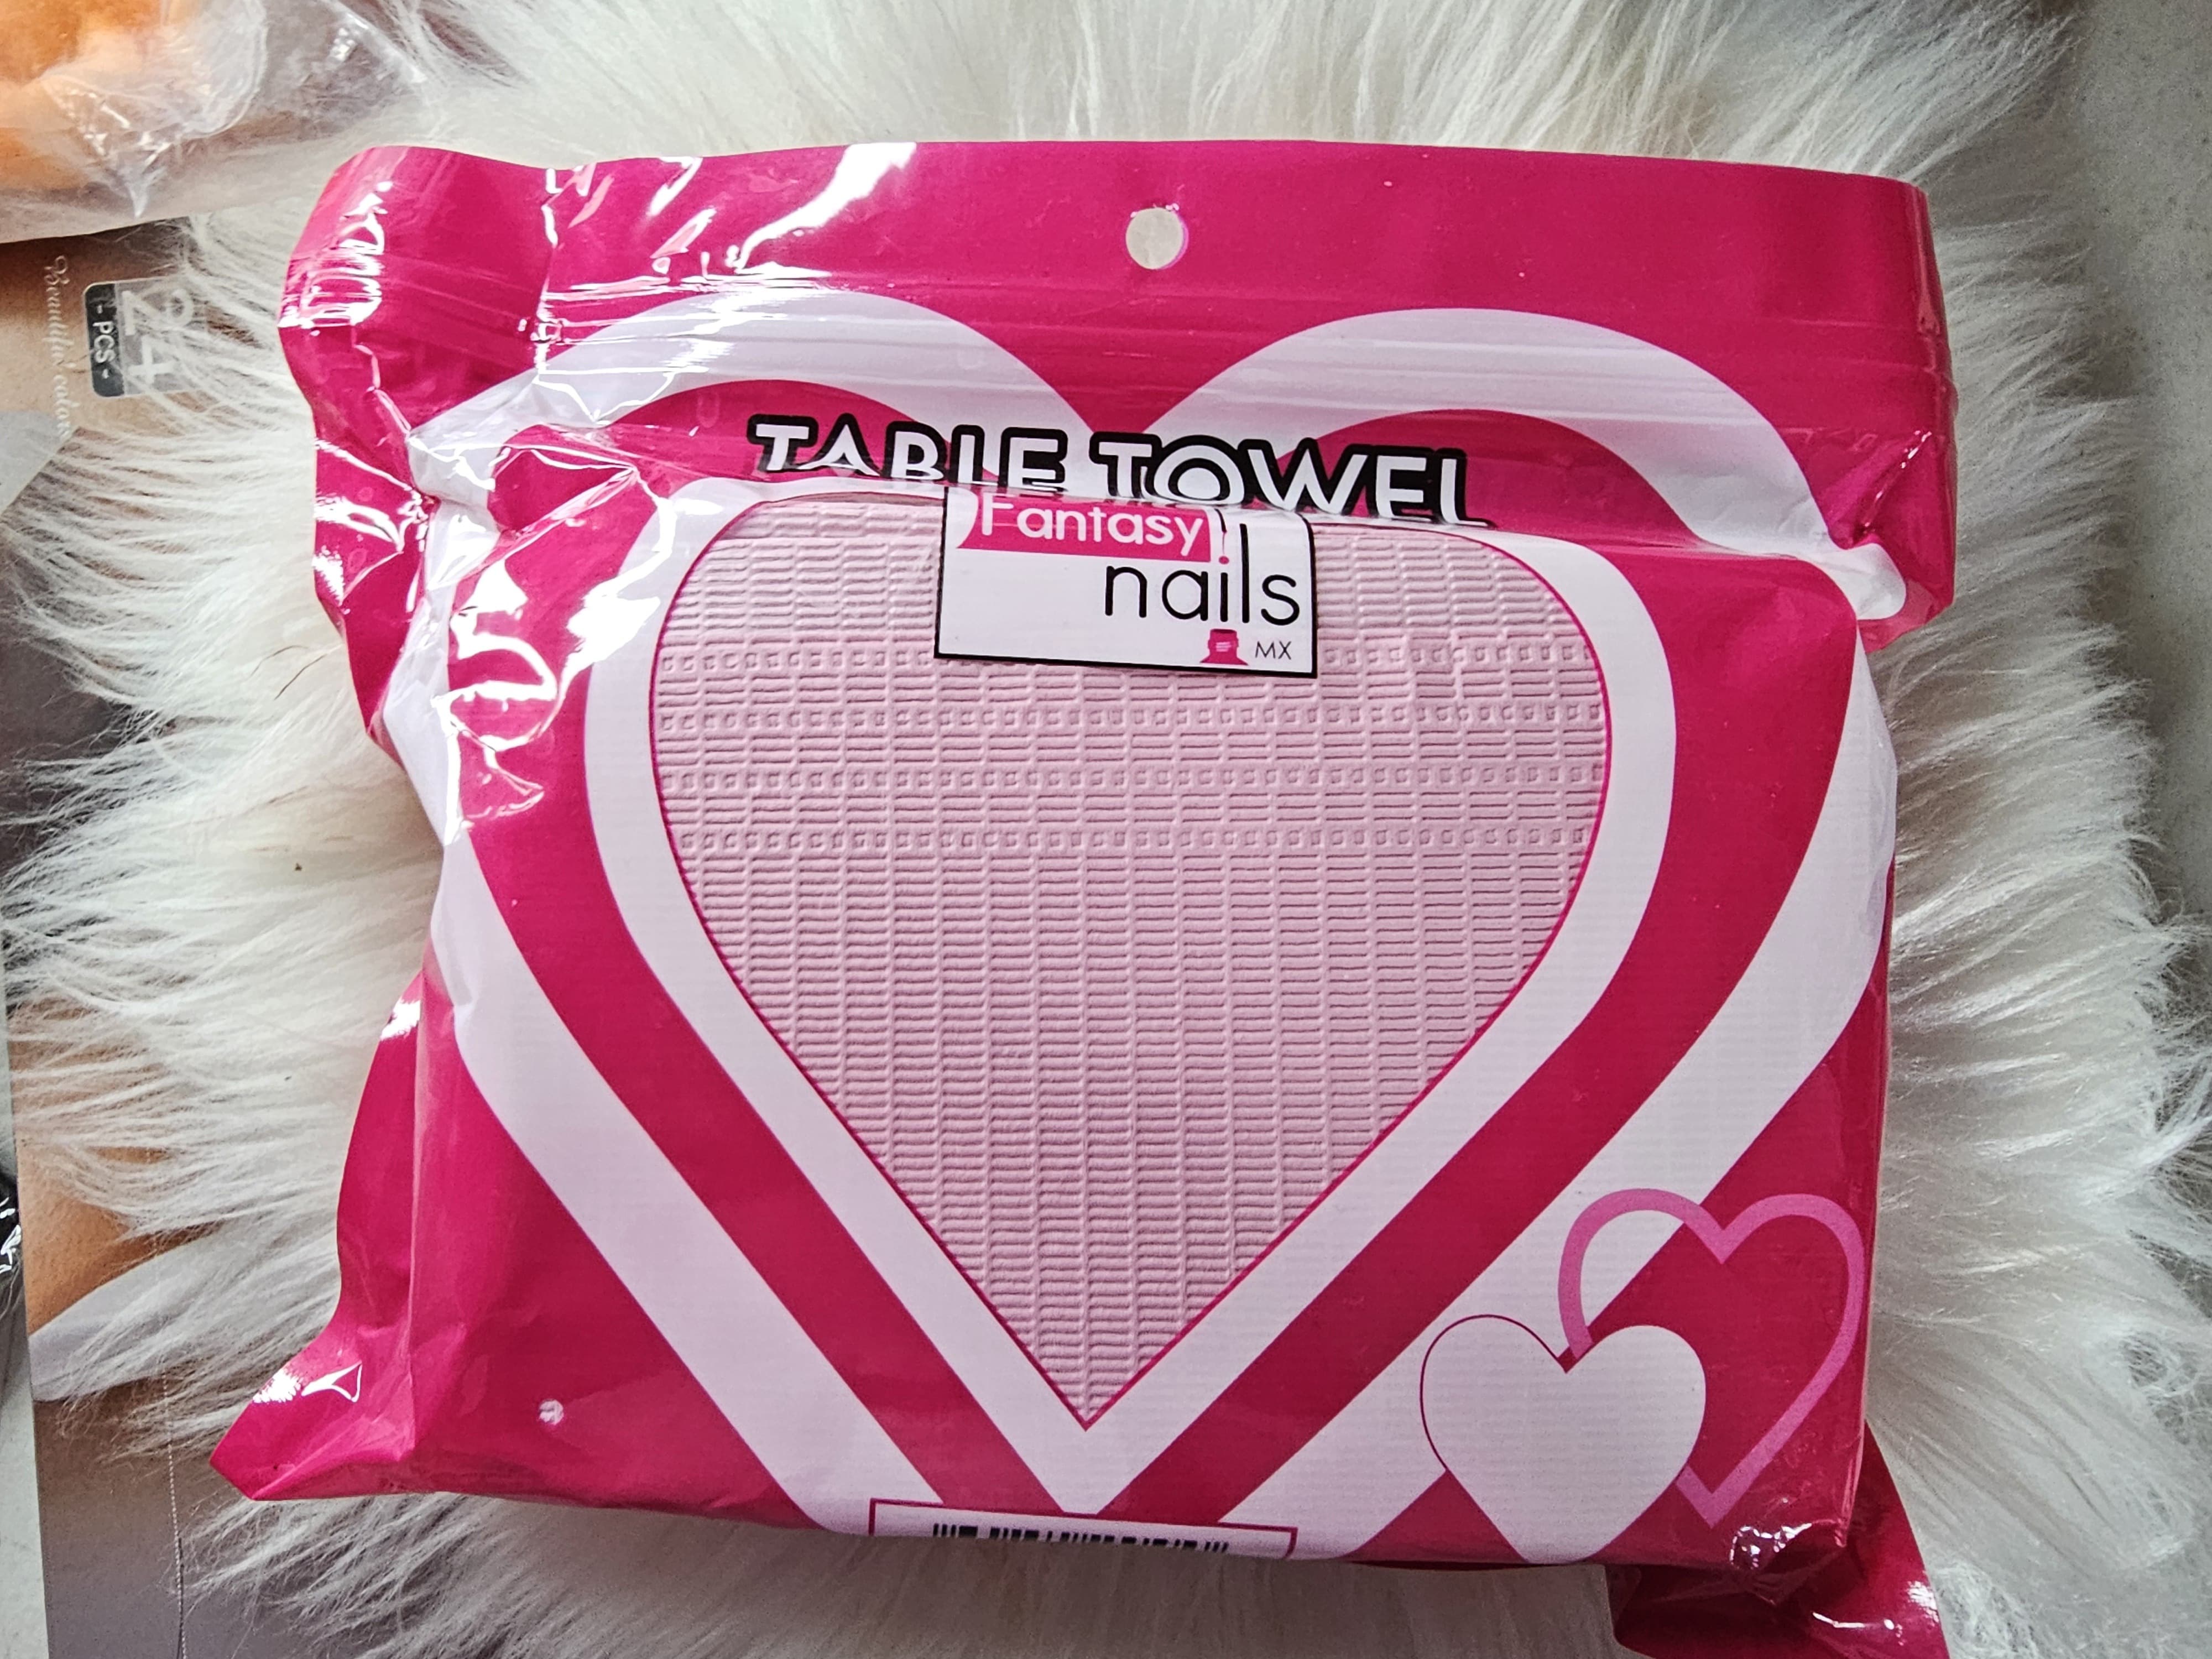 TABLE TOWEL
Fantasy
nails
MX
24
- PCS -